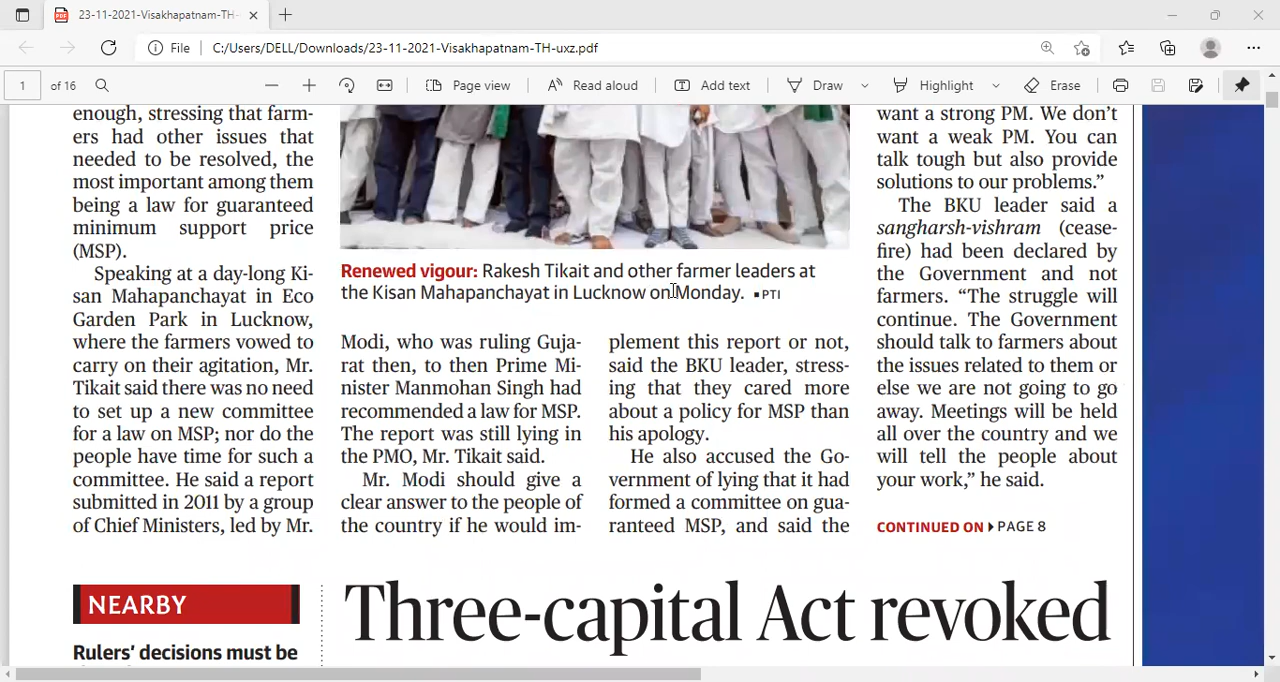 23-11-2021-Visakhapatnam-TH-
File C:/Users/DELL/Downloads/23-11-2021-Visakhapatnam-TH-uxz.pdf
1 of 16 Page view Read aloud Add text Draw Highlight Erase
enough, stressing that farm-
ers had other issues that
needed to be resolved, the
most important among them
being a law for guaranteed
minimum support price
(MSP).
Speaking at a day-long Ki-
san Mahapanchayat in Eco
Garden Park in Lucknow,
where the farmers vowed to
carry on their agitation, Mr.
Tikait said there was no need
to set up a new committee
for a law on MSP; nor do the
people have time for such a
committee. He said a report
submitted in 2011 by a group
of Chief Ministers, led by Mr.
Renewed vigour: Rakesh Tikait and other farmer leaders at
the Kisan Mahapanchayat in Lucknow on Monday. ▪PTI
Modi, who was ruling Guja-
rat then, to then Prime Mi-
nister Manmohan Singh had
recommended a law for MSP.
The report was still lying in
the PMO, Mr. Tikait said.
Mr. Modi should give a
clear answer to the people of
the country if he would im-
plement this report or not,
said the BKU leader, stress-
ing that they cared more
about a policy for MSP than
his apology.
He also accused the Go-
vernment of lying that it had
formed a committee on gua-
ranteed MSP, and said the
want a strong PM. We don't
want a weak PM. You can
talk tough but also provide
solutions to our problems.”
The BKU leader said a
sangharsh-vishram (cease-
fire) had been declared by
the Government and not
farmers. “The struggle will
continue. The Government
should talk to farmers about
the issues related to them or
else we are not going to go
away. Meetings will be held
all over the country and we
will tell the people about
your work,” he said.
CONTINUED ON PAGE 8
NEARBY
Rulers' decisions must be
Three-capital Act revoked